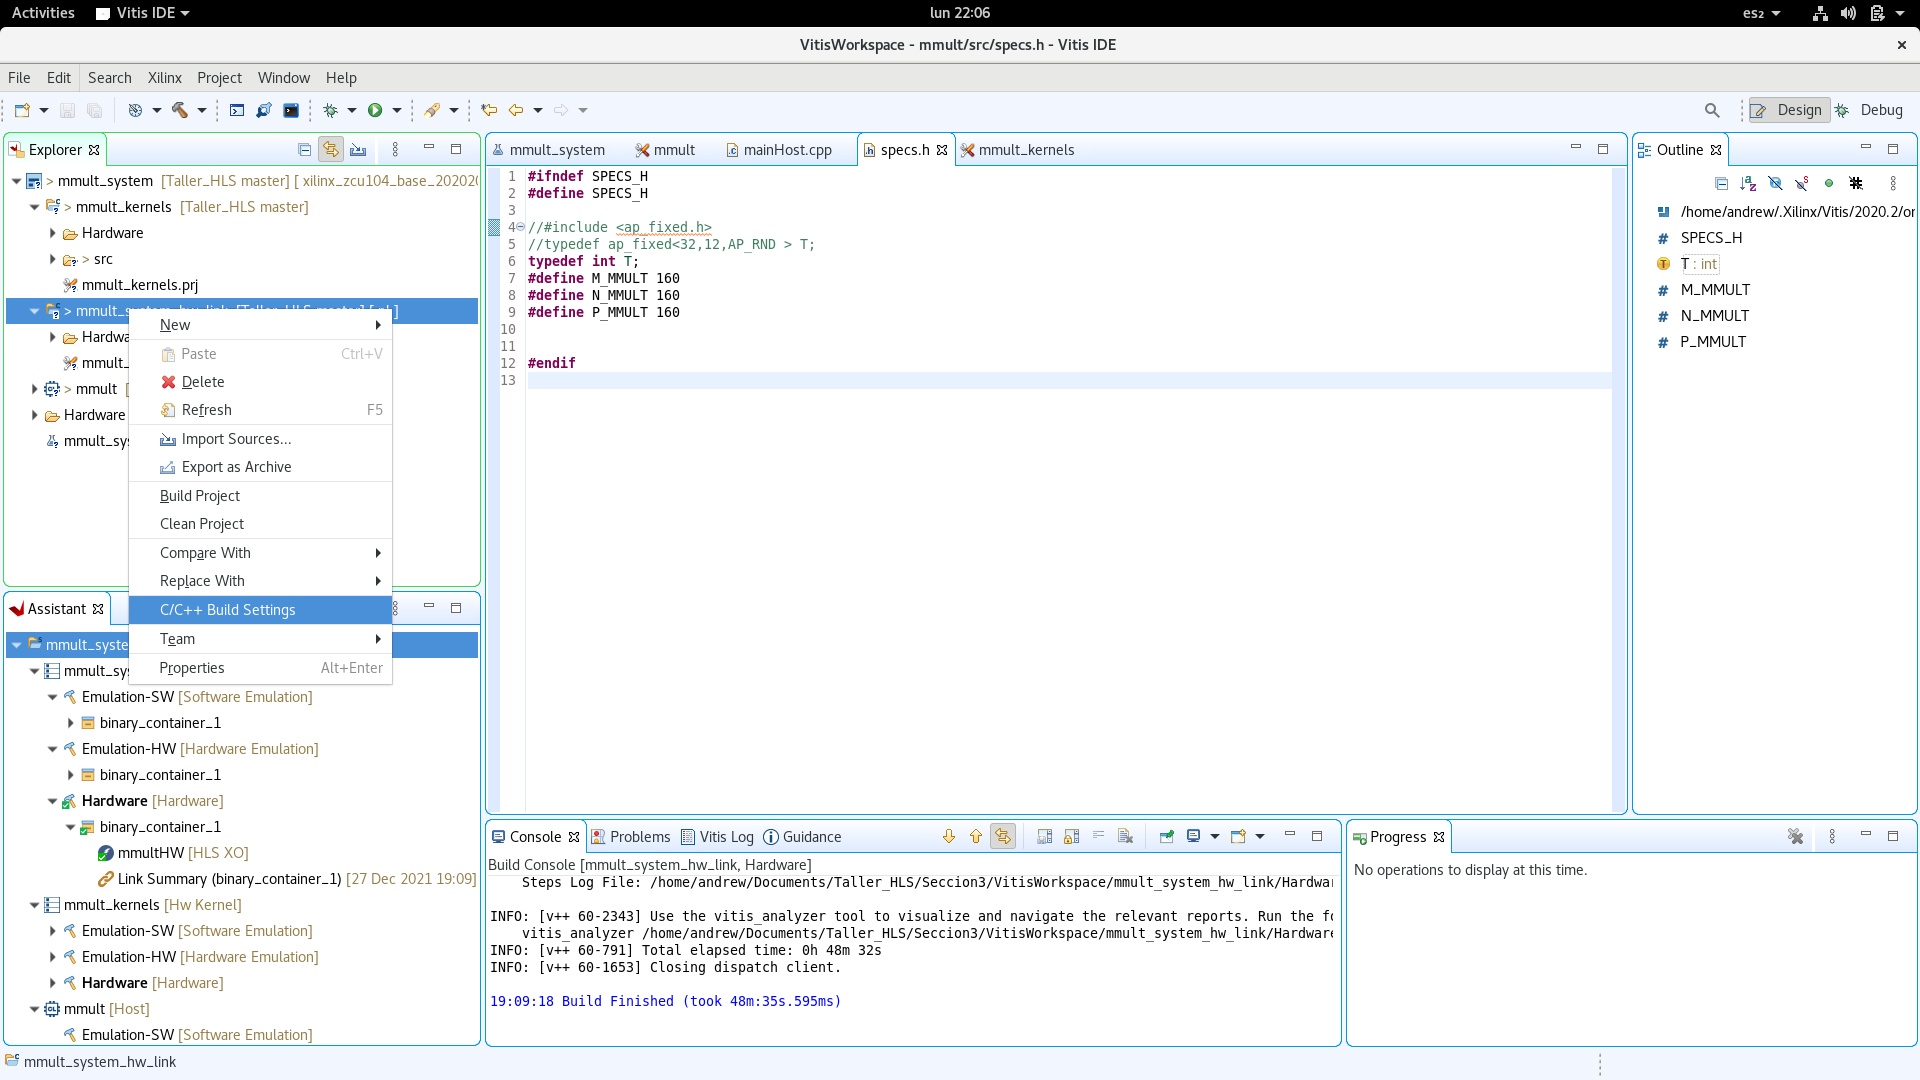 Activities Vitis IDE lun 22:06 es2
VitisWorkspace - mmult/src/specs.h - Vitis IDE
File Edit Search Xilinx Project Window Help
Design Debug
Explorer
> mmult_system [Taller_HLS master] [ xilinx_zcu104_base_20202
> mmult_kernels [Taller_HLS master]
Hardware
> src
mmult_kernels.prj
Hardwa
mmult_
> mmult [
Hardware
mmult_sys
New
Paste Ctrl+V
Delete
Refresh F5
Import Sources...
Export as Archive
Build Project
Clean Project
Compare With
Replace With
C/C++ Build Settings
Team
Properties Alt+Enter
Assistant
mmult_syste
mmult_sys
Emulation-SW [Software Emulation]
binary_container_1
Emulation-HW [Hardware Emulation]
binary_container_1
Hardware [Hardware]
binary_container_1
mmultHW [HLS XO]
Link Summary (binary_container_1) [27 Dec 2021 19:09]
mmult_kernels [Hw Kernel]
Emulation-SW [Software Emulation]
Emulation-HW [Hardware Emulation]
Hardware [Hardware]
mmult [Host]
Emulation-SW [Software Emulation]
mmult_system mmult mainHost.cpp specs.h mmult_kernels
1 #ifndef SPECS_H
2 #define SPECS_H
3
4 //#include <ap_fixed.h>
5 //typedef ap_fixed<32,12,AP_RND > T;
6 typedef int T;
7 #define M_MMULT 160
8 #define N_MMULT 160
9 #define P_MMULT 160
10
11
12 #endif
13
Outline
/home/andrew/.Xilinx/Vitis/2020.2/or
SPECS_H
T : int
M_MMULT
N_MMULT
P_MMULT
Console Problems Vitis Log Guidance
Build Console [mmult_system_hw_link, Hardware]
Steps Log File: /home/andrew/Documents/Taller_HLS/Seccion3/VitisWorkspace/mmult_system_hw_link/Hardwar
INFO: [v++ 60-2343] Use the vitis_analyzer tool to visualize and navigate the relevant reports. Run the fo
vitis_analyzer /home/andrew/Documents/Taller_HLS/Seccion3/VitisWorkspace/mmult_system_hw_link/Hardware
INFO: [v++ 60-791] Total elapsed time: 0h 48m 32s
INFO: [v++ 60-1653] Closing dispatch client.
19:09:18 Build Finished (took 48m:35s.595ms)
Progress
No operations to display at this time.
mmult_system_hw_link